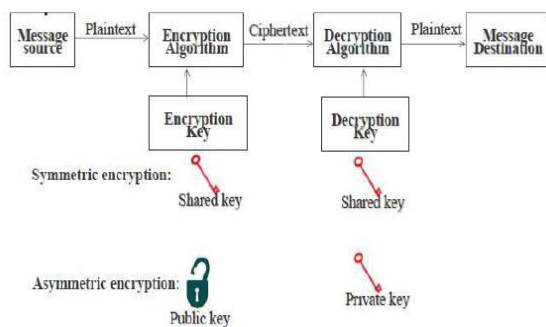 Message
source
Plaintext
Encryption
Algorithm
Ciphertext
Decryption
Algorithm
Plaintext
Message
Destination
Encryption
Key
Decryption
Key
Symmetric encryption:
Shared key
Shared key
Asymmetric encryption:
Public key
Private key